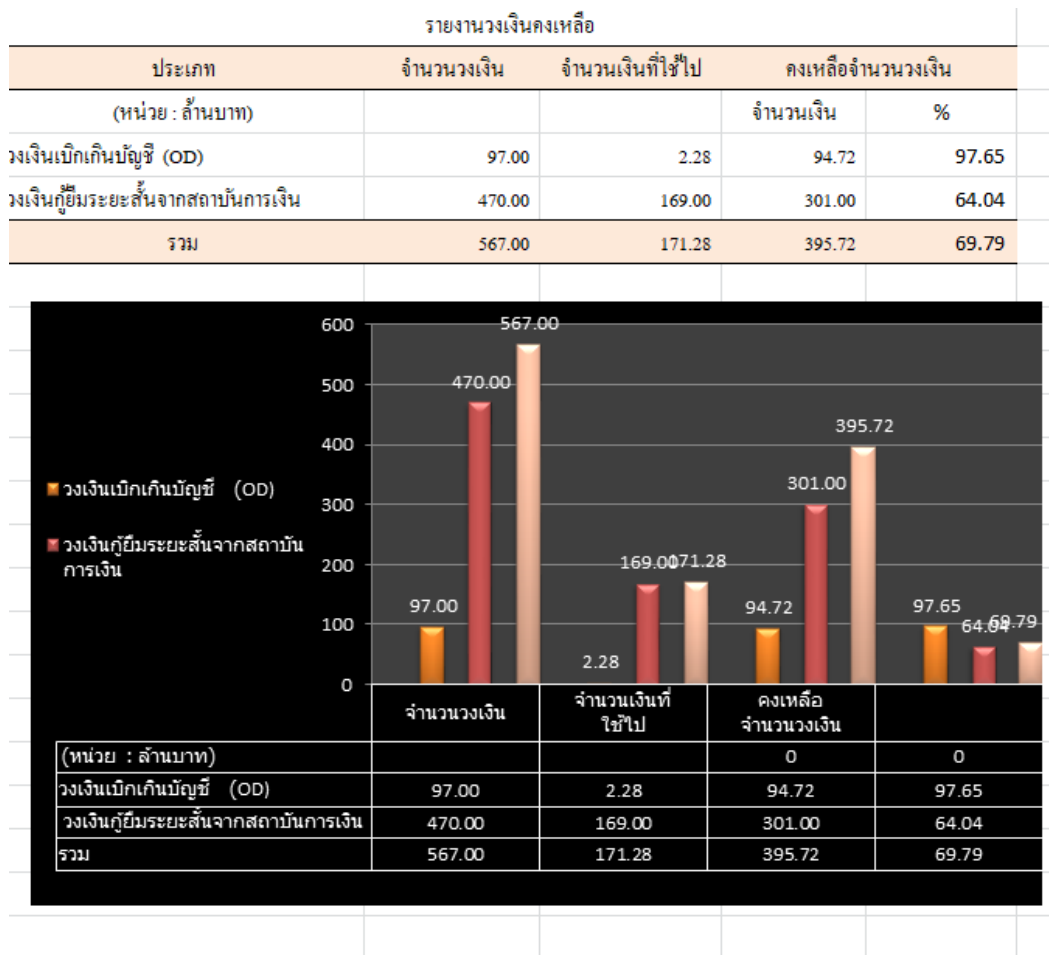 รายงานวงเงินคงเหลือ
ประเภท จำนวนวงเงิน จำนวนเงินที่ใช้ไป คงเหลือจำนวนวงเงิน
(หน่วย : ล้านบาท) จำนวนเงิน %
วงเงินเบิกเกินบัญชี (OD) 97.00 2.28 94.72 97.65
วงเงินกู้ยืมระยะสั้นจากสถาบันการเงิน 470.00 169.00 301.00 64.04
รวม 567.00 171.28 395.72 69.79
600
500
400
300
200
100
0
567.00
470.00
97.00
2.28
169.00
171.28
94.72
301.00
395.72
97.65
64.04
69.79
วงเงินเบิกเกินบัญชี (OD)
วงเงินกู้ยืมระยะสั้นจากสถาบัน
การเงิน
จำนวนวงเงิน จำนวนเงินที่ คงเหลือ
ใช้ไป จำนวนวงเงิน
(หน่วย : ล้านบาท) 0 0
วงเงินเบิกเกินบัญชี (OD) 97.00 2.28 94.72 97.65
วงเงินกู้ยืมระยะสั้นจากสถาบันการเงิน 470.00 169.00 301.00 64.04
รวม 567.00 171.28 395.72 69.79